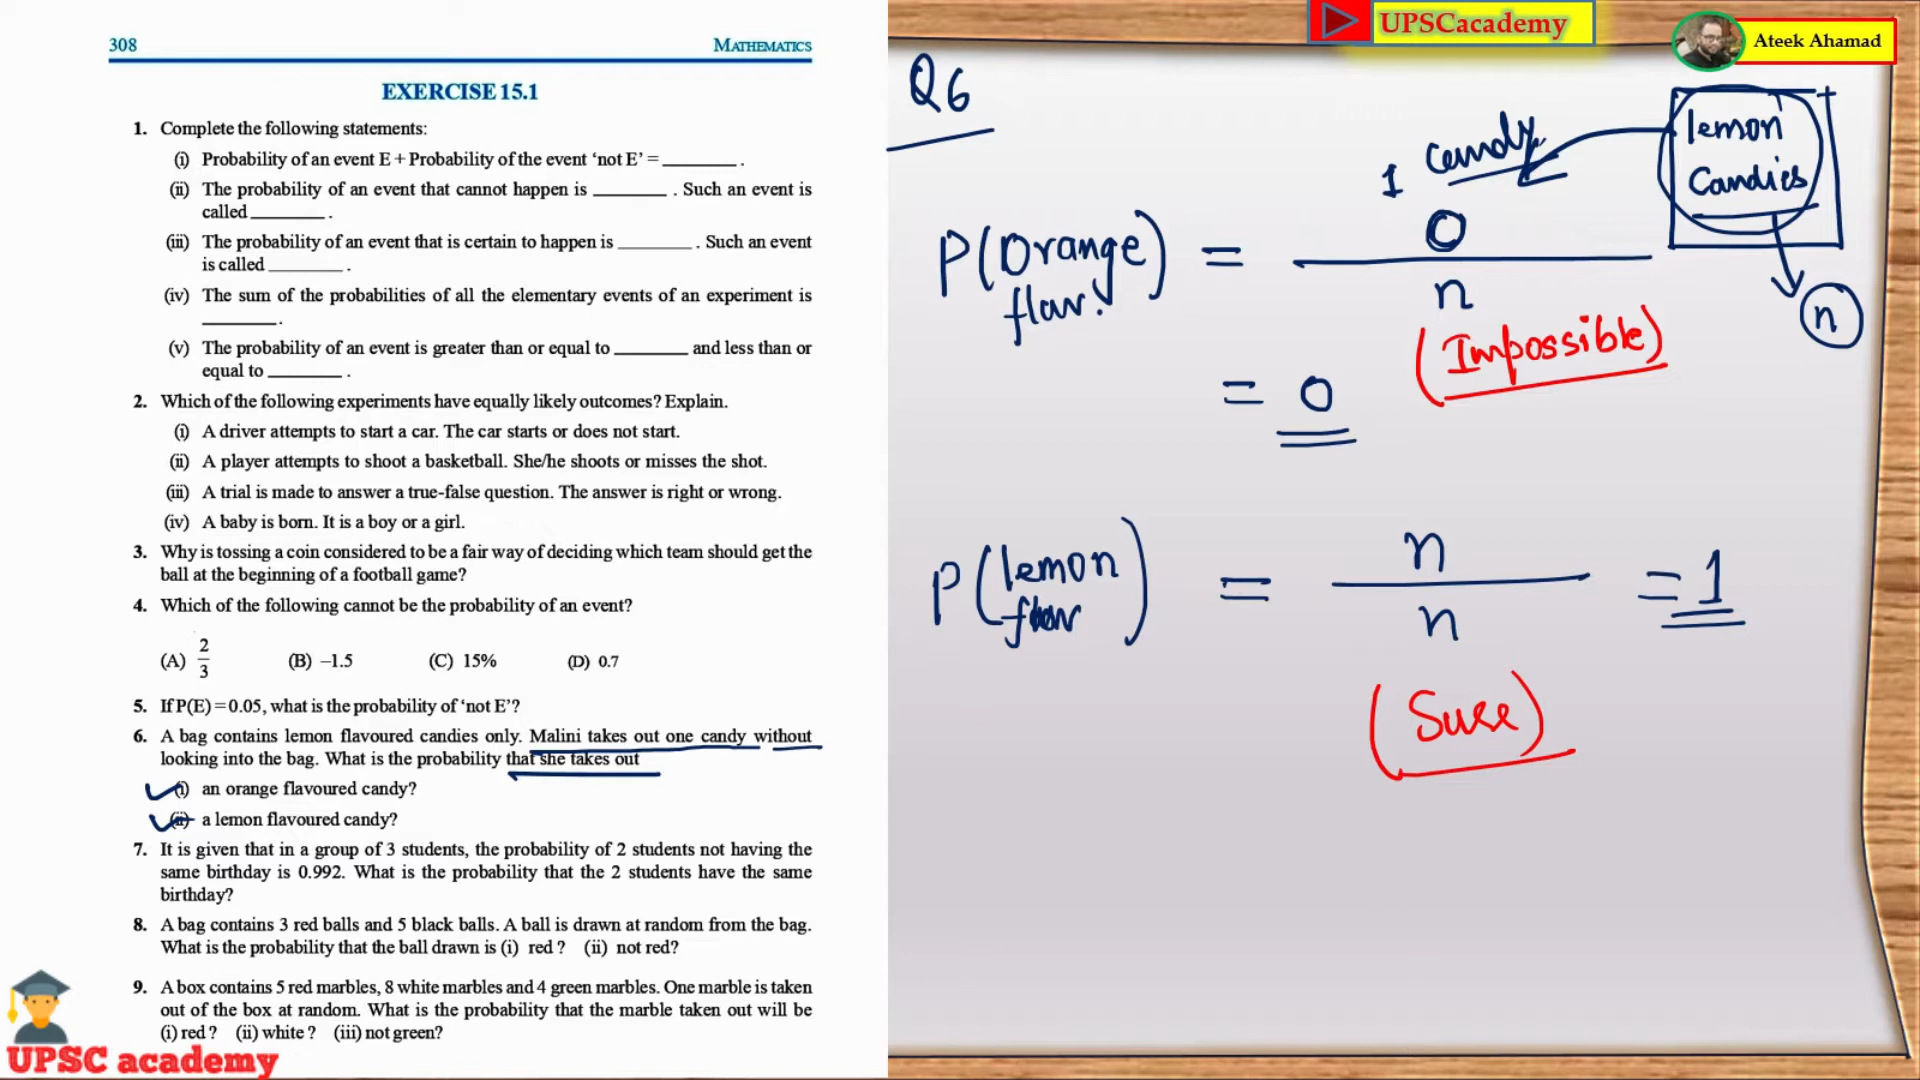 308 MATHEMATICS
EXERCISE 15.1
1. Complete the following statements:
(i) Probability of an event E + Probability of the event ‘not E’ = ________ .
(ii) The probability of an event that cannot happen is ________ . Such an event is
called ________ .
(iii) The probability of an event that is certain to happen is ________ . Such an event
is called ________ .
(iv) The sum of the probabilities of all the elementary events of an experiment is
________ .
(v) The probability of an event is greater than or equal to ________ and less than or
equal to ________ .
2. Which of the following experiments have equally likely outcomes? Explain.
(i) A driver attempts to start a car. The car starts or does not start.
(ii) A player attempts to shoot a basketball. She/he shoots or misses the shot.
(iii) A trial is made to answer a true-false question. The answer is right or wrong.
(iv) A baby is born. It is a boy or a girl.
3. Why is tossing a coin considered to be a fair way of deciding which team should get the
ball at the beginning of a football game?
4. Which of the following cannot be the probability of an event?
(A) 2/3 (B) –1.5 (C) 15% (D) 0.7
5. If P(E) = 0.05, what is the probability of ‘not E’?
6. A bag contains lemon flavoured candies only. Malini takes out one candy without
looking into the bag. What is the probability that she takes out
(i) an orange flavoured candy?
(ii) a lemon flavoured candy?
7. It is given that in a group of 3 students, the probability of 2 students not having the
same birthday is 0.992. What is the probability that the 2 students have the same
birthday?
8. A bag contains 3 red balls and 5 black balls. A ball is drawn at random from the bag.
What is the probability that the ball drawn is (i) red ? (ii) not red?
9. A box contains 5 red marbles, 8 white marbles and 4 green marbles. One marble is taken
out of the box at random. What is the probability that the marble taken out will be
(i) red ? (ii) white ? (iii) not green?
UPSC academy
UPSCacademy
Ateek Ahamad
Q6
lemon
Candies
1 candy
n
P(Orange flav.) = 0/n
(Impossible)
= 0
P(lemon flav) = n/n = 1
(Sure)